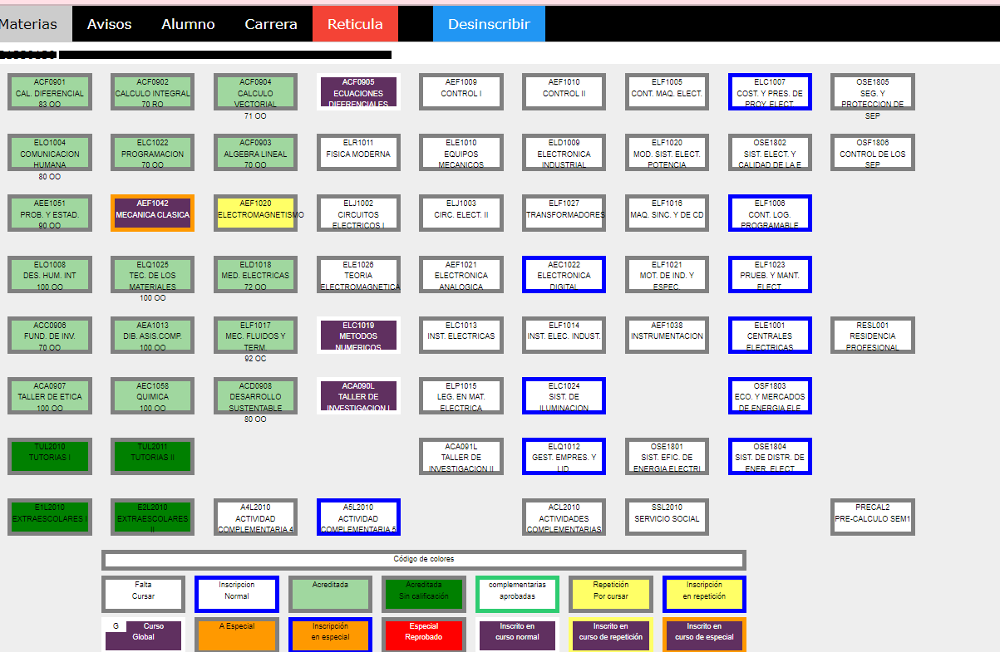 Materias Avisos Alumno Carrera Reticula Desinscribir
ACF0901
CAL. DIFERENCIAL
83 OO
ACF0902
CALCULO INTEGRAL
70 RO
ACF0904
CALCULO
VECTORIAL
71 OO
ACF0905
ECUACIONES
DIFERENCIALES
AEF1009
CONTROL I
AEF1010
CONTROL II
ELF1005
CONT. MAQ. ELECT.
ELC1007
COST. Y PRES. DE
PROY. ELECT.
OSE1805
SEG. Y
PROTECCION DE
SEP
ELO1004
COMUNICACION
HUMANA
80 OO
ELC1022
PROGRAMACION
70 OO
ACF0903
ALGEBRA LINEAL
70 OO
ELR1011
FISICA MODERNA
ELE1010
EQUIPOS
MECANICOS
ELD1009
ELECTRONICA
INDUSTRIAL
ELF1020
MOD. SIST. ELECT.
POTENCIA
OSE1802
SIST. ELECT. Y
CALIDAD DE LA E
OSF1806
CONTROL DE LOS
SEP
AEE1051
PROB. Y ESTAD.
90 OO
AEF1042
MECANICA CLASICA
AEF1020
ELECTROMAGNETISMO
ELJ1002
CIRCUITOS
ELECTRICOS I
ELJ1003
CIRC. ELECT. II
ELF1027
TRANSFORMADORES
ELF1016
MAQ. SINC. Y DE CD
ELF1006
CONT. LOG.
PROGRAMABLE
ELO1008
DES. HUM. INT
100 OO
ELQ1025
TEC. DE LOS
MATERIALES
100 OO
ELD1018
MED. ELECTRICAS
72 OO
ELE1026
TEORIA
ELECTROMAGNETICA
AEF1021
ELECTRONICA
ANALOGICA
AEC1022
ELECTRONICA
DIGITAL
ELF1021
MOT. DE IND. Y
ESPEC.
ELF1023
PRUEB. Y MANT.
ELECT.
ACC0906
FUND. DE INV.
70 OO
AEA1013
DIB. ASIS.COMP.
100 OO
ELF1017
MEC. FLUIDOS Y
TERM.
92 OC
ELC1019
METODOS
NUMERICOS
ELC1013
INST. ELECTRICAS
ELF1014
INST. ELEC. INDUST.
AEF1038
INSTRUMENTACION
ELE1001
CENTRALES
ELECTRICAS
RESL001
RESIDENCIA
PROFESIONAL
ACA0907
TALLER DE ETICA
100 OO
AEC1058
QUIMICA
100 OO
ACD0908
DESARROLLO
SUSTENTABLE
80 OO
ACA090L
TALLER DE
INVESTIGACION I
ELP1015
LEG. EN MAT.
ELECTRICA
ELC1024
SIST. DE
ILUMINACION
OSF1803
ECO. Y MERCADOS
DE ENERGIA ELE
TUL2010
TUTORIAS I
TUL2011
TUTORIAS II
ACA091L
TALLER DE
INVESTIGACION II
ELQ1012
GEST. EMPRES. Y
LID.
OSE1801
SIST. EFIC. DE
ENERGIA ELECTRI
OSE1804
SIST. DE DISTR. DE
ENER. ELECT.
E1L2010
EXTRAESCOLARES I
E2L2010
EXTRAESCOLARES
II
A4L2010
ACTIVIDAD
COMPLEMENTARIA 4
A5L2010
ACTIVIDAD
COMPLEMENTARIA 5
ACL2010
ACTIVIDADES
COMPLEMENTARIAS
SSL2010
SERVICIO SOCIAL
PRECAL2
PRE-CALCULO SEM1
Código de colores
Falta
Cursar
Inscripcion
Normal
Acreditada
Acreditada
Sin calificación
complementarias
aprobadas
Repetición
Por cursar
Inscripción
en repetición
G Curso
Global
A Especial
Inscripción
en especial
Especial
Reprobado
Inscrito en
curso normal
Inscrito en
curso de repetición
Inscrito en
curso de especial